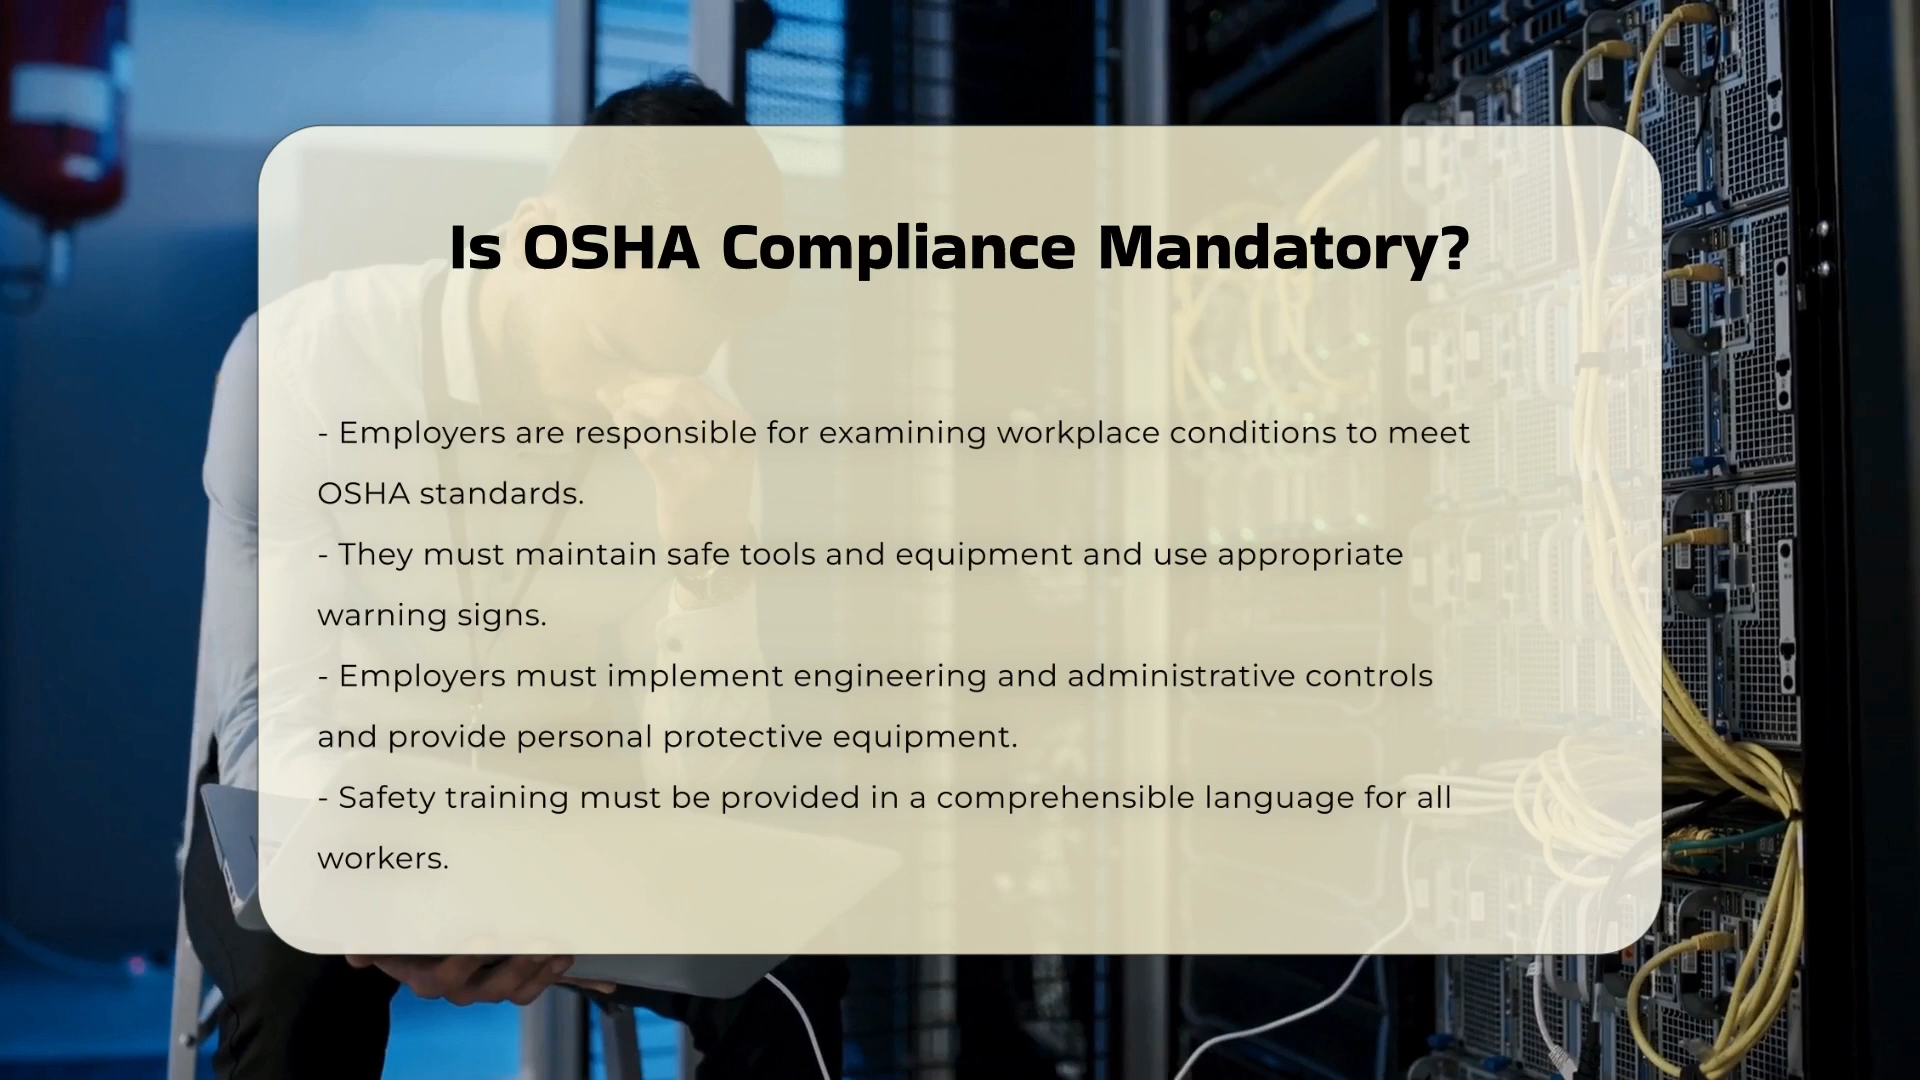 Is OSHA Compliance Mandatory?
- Employers are responsible for examining workplace conditions to meet
OSHA standards.
- They must maintain safe tools and equipment and use appropriate
warning signs.
- Employers must implement engineering and administrative controls
and provide personal protective equipment.
- Safety training must be provided in a comprehensible language for all
workers.